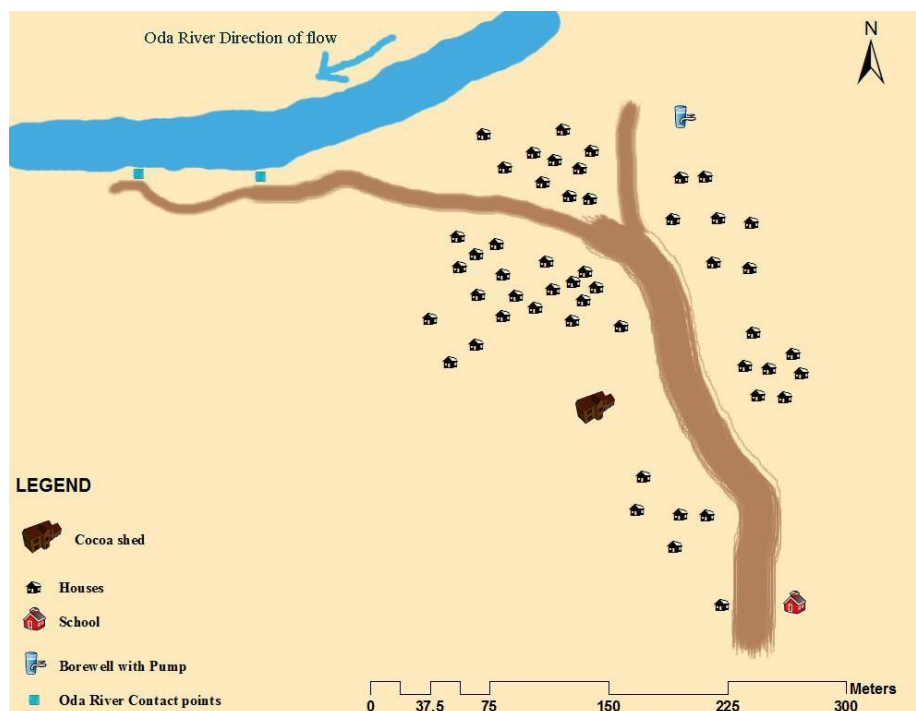 Oda River Direction of flow
N
LEGEND
Cocoa shed
Houses
School
Borewell with Pump
Oda River Contact points
Meters
0 37.5 75 150 225 300